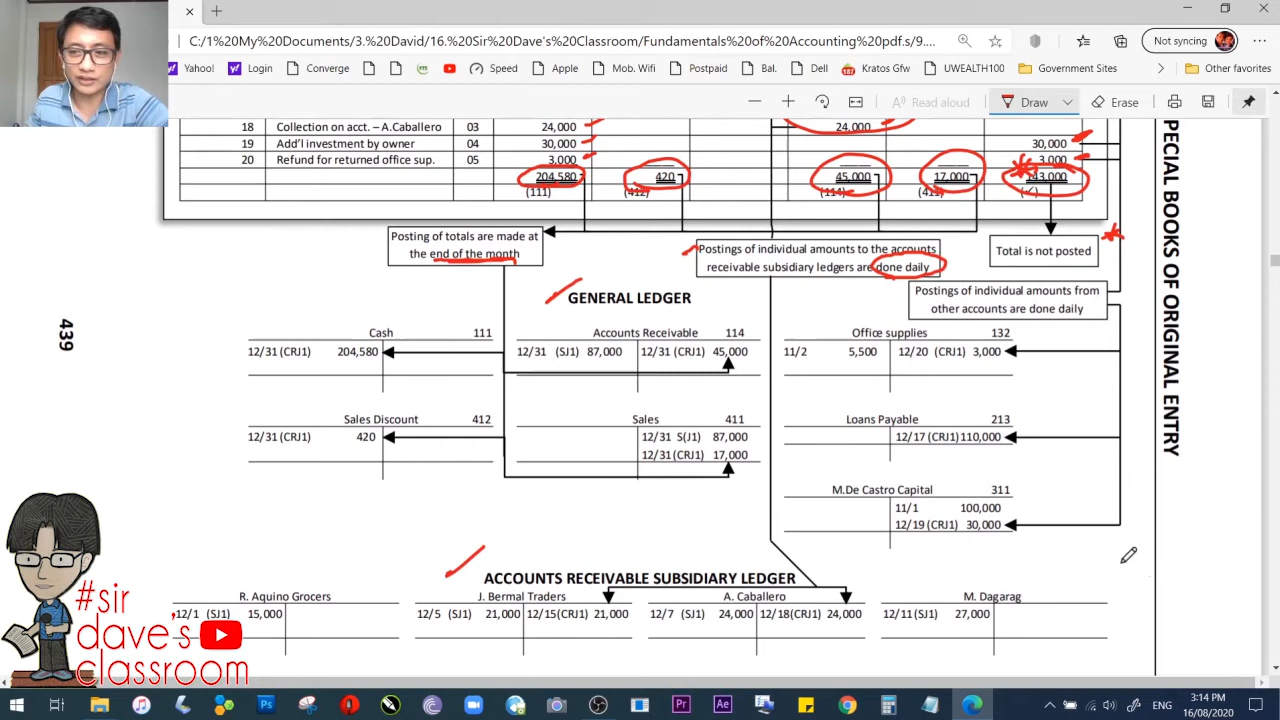 C:/1%20My%20Documents/3.%20David/16.%20Sir%20Dave's%20Classroom/Fundamentals%20of%20Accounting%20pdf.s/9....
Not syncing
Yahoo!
Login
Converge
Speed
Apple
Mob. Wifi
Postpaid
Bal
Dell
Kratos Gfw
UWEALTH100
Government Sites
Other favorites
Read aloud
Draw
Erase
18 Collection on acct. – A.Caballero 03 24,000 24,000
19 Add'l investment by owner 04 30,000 30,000
20 Refund for returned office sup. 05 3,000 3,000
204,580 420 45,000 17,000 143,000
(111) (412) (114) (411) (✓)
Posting of totals are made at
the end of the month
Postings of individual amounts to the accounts
receivable subsidiary ledgers are done daily
Total is not posted
Postings of individual amounts from
other accounts are done daily
GENERAL LEDGER
Cash 111
12/31 (CRJ1) 204,580
Accounts Receivable 114
12/31 (SJ1) 87,000 12/31 (CRJ1) 45,000
Office supplies 132
11/2 5,500 12/20 (CRJ1) 3,000
Sales Discount 412
12/31 (CRJ1) 420
Sales 411
12/31 S(J1) 87,000
12/31 (CRJ1) 17,000
Loans Payable 213
12/17 (CRJ1) 110,000
M.De Castro Capital 311
11/1 100,000
12/19 (CRJ1) 30,000
ACCOUNTS RECEIVABLE SUBSIDIARY LEDGER
R. Aquino Grocers
12/1 (SJ1) 15,000
J. Bermal Traders
12/5 (SJ1) 21,000 12/15(CRJ1) 21,000
A. Caballero
12/7 (SJ1) 24,000 12/18(CRJ1) 24,000
M. Dagarag
12/11(SJ1) 27,000
439
SPECIAL BOOKS OF ORIGINAL ENTRY
#sir
dave's
classroom
3:14 PM
16/08/2020